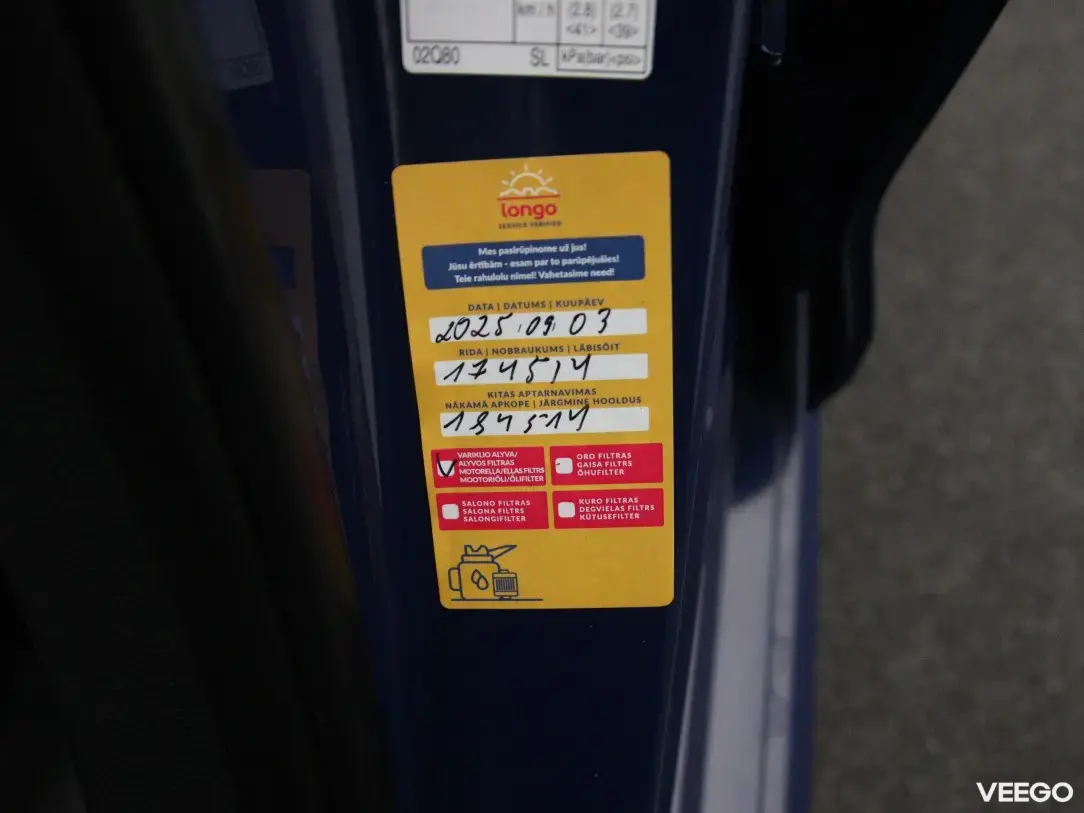 km/h (2.8) (2.7)
<41> <39>
02Q80 SL kPa(bar)<psi>
longo
SERVICE VERIFIED
Mes pasirūpinome už jus!
Jūsu ērtībām - esam par to parūpējušies!
Teie rahulolu nimel! Vahetasime need!
DATA | DATUMS | KUUPÄEV
2025.09.03
RIDA | NOBRAUKUMS | LÄBISÕIT
174514
KITAS APTARNAVIMAS
NĀKAMĀ APKOPE | JÄRGMINE HOOLDUS
184514
VARIKLIO ALYVA/
ALYVOS FILTRAS
MOTOREĻĻA/EĻĻAS FILTRS
MOOTORIÕLI/ÕLIFILTER
ORO FILTRAS
GAISA FILTRS
ÕHUFILTER
SALONO FILTRAS
SALONA FILTRS
SALONGIFILTER
KURO FILTRAS
DEGVIELAS FILTRS
KÜTUSEFILTER
VEEGO